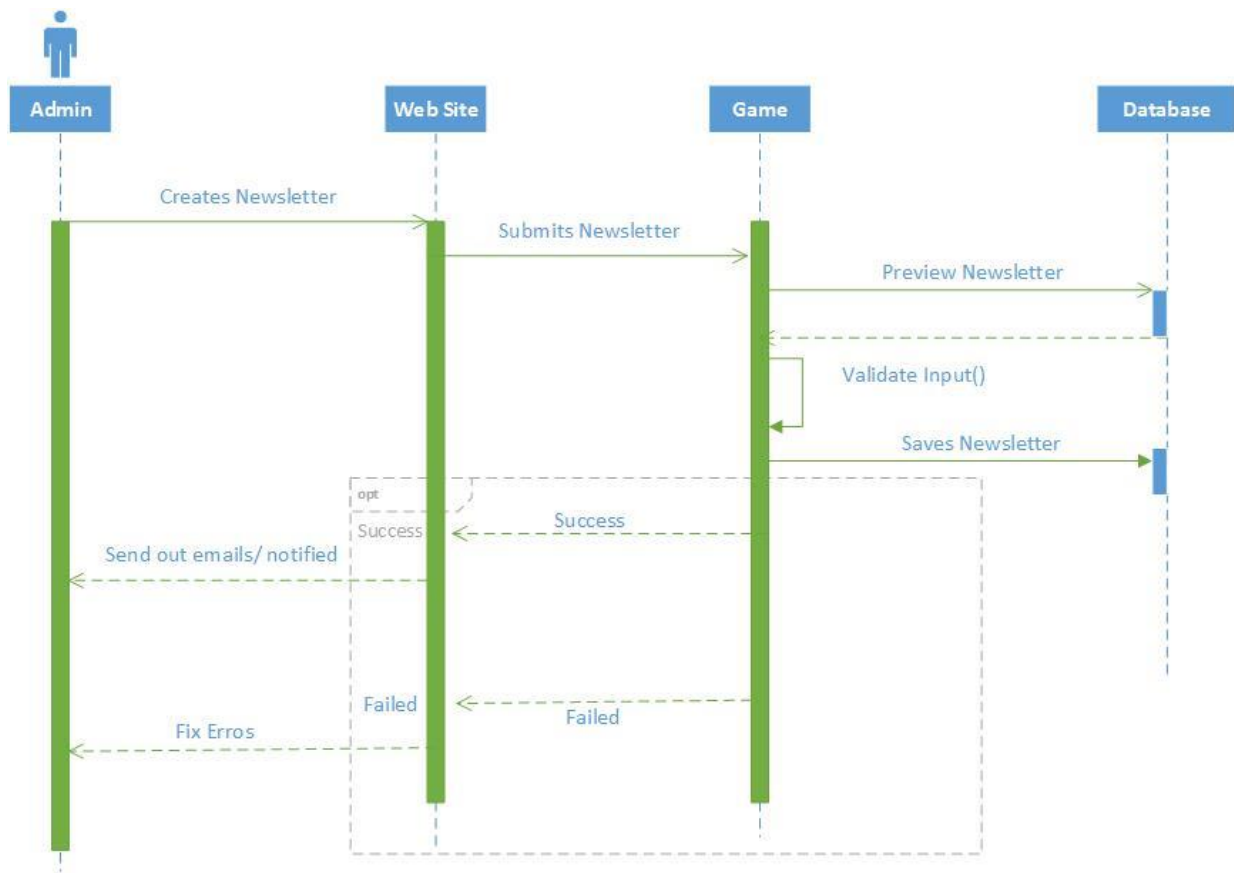 Admin
Web Site
Game
Database
Creates Newsletter
Submits Newsletter
Preview Newsletter
Validate Input()
Saves Newsletter
opt
Success
Success
Send out emails/ notified
Failed
Failed
Fix Erros